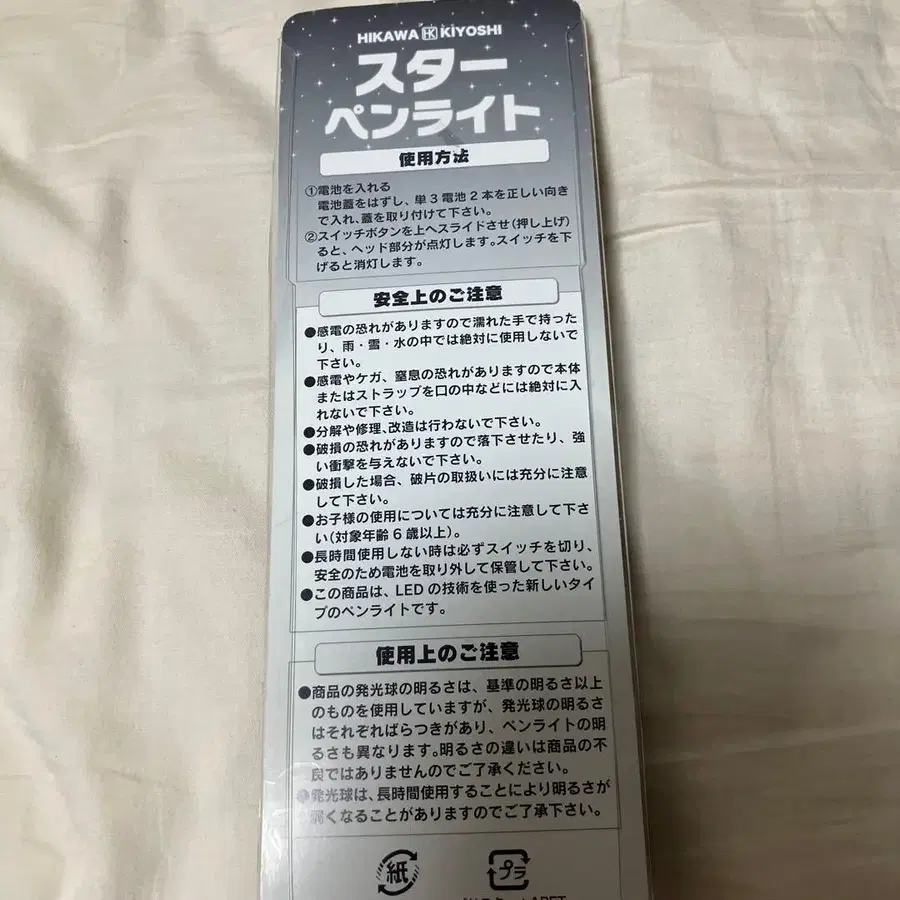 HIKAWA HK KIYOSHI
スター
ペンライト
使用方法
①電池を入れる
電池蓋をはずし、単3電池2本を正しい向き
で入れ、蓋を取り付けて下さい。
②スイッチボタンを上へスライドさせ(押し上げ)
ると、ヘッド部分が点灯します。スイッチを下
げると消灯します。
安全上のご注意
●感電の恐れがありますので濡れた手で持った
り、雨・雪・水の中では絶対に使用しないで
下さい。
●感電やケガ、窒息の恐れがありますので本体
またはストラップを口の中などには絶対に入
れないで下さい。
●分解や修理、改造は行わないで下さい。
●破損の恐れがありますので落下させたり、強
い衝撃を与えないで下さい。
●破損した場合、破片の取扱いには充分に注意
して下さい。
●お子様の使用については充分に注意して下さ
い(対象年齢6歳以上)。
●長時間使用しない時は必ずスイッチを切り、
安全のため電池を取り外して保管して下さい。
●この商品は、LEDの技術を使った新しいタイ
プのペンライトです。
使用上のご注意
●商品の発光球の明るさは、基準の明るさ以上
のものを使用していますが、発光球の明るさ
はそれぞればらつきがあり、ペンライトの明
るさも異なります。明るさの違いは商品の不
良ではありませんのでご了承ください。
●発光球は、長時間使用することにより明るさが
弱くなることがありますのでご了承下さい。
紙
プラ